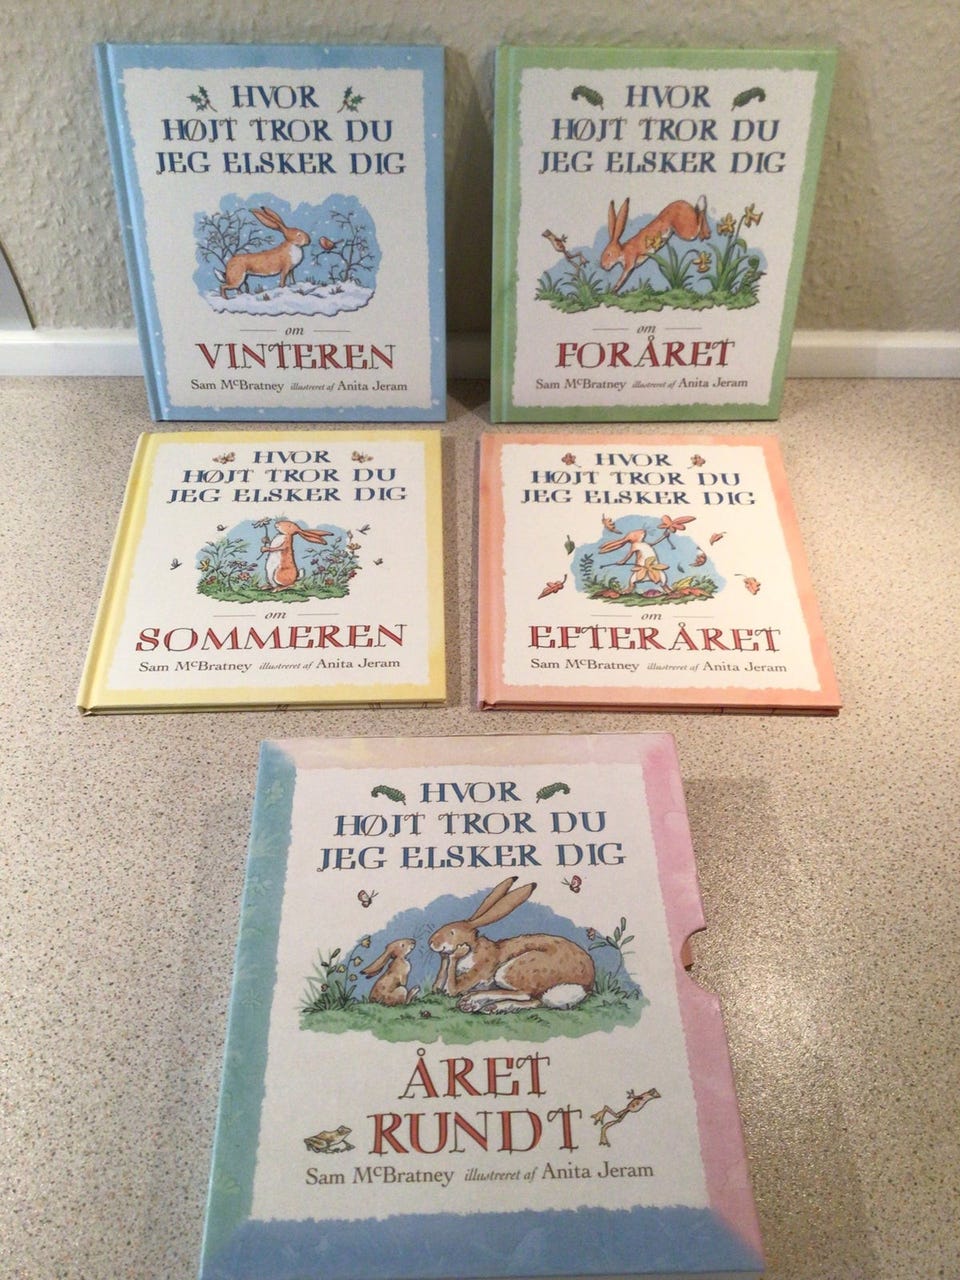 HVOR
HØJT TROR DU
JEG ELSKER DIG
om
VINTEREN
Sam McBratney illustreret af Anita Jeram
HVOR
HØJT TROR DU
JEG ELSKER DIG
om
FORÅRET
Sam McBratney illustreret af Anita Jeram
HVOR
HØJT TROR DU
JEG ELSKER DIG
om
SOMMEREN
Sam McBratney illustreret af Anita Jeram
HVOR
HØJT TROR DU
JEG ELSKER DIG
om
EFTERÅRET
Sam McBratney illustreret af Anita Jeram
HVOR
HØJT TROR DU
JEG ELSKER DIG
ÅRET
RUNDT
Sam McBratney illustreret af Anita Jeram